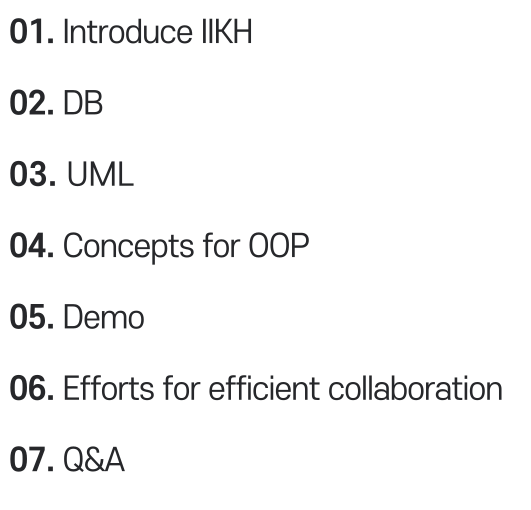 01. Introduce IIKH
02. DB
03. UML
04. Concepts for OOP
05. Demo
06. Efforts for efficient collaboration
07. Q&A